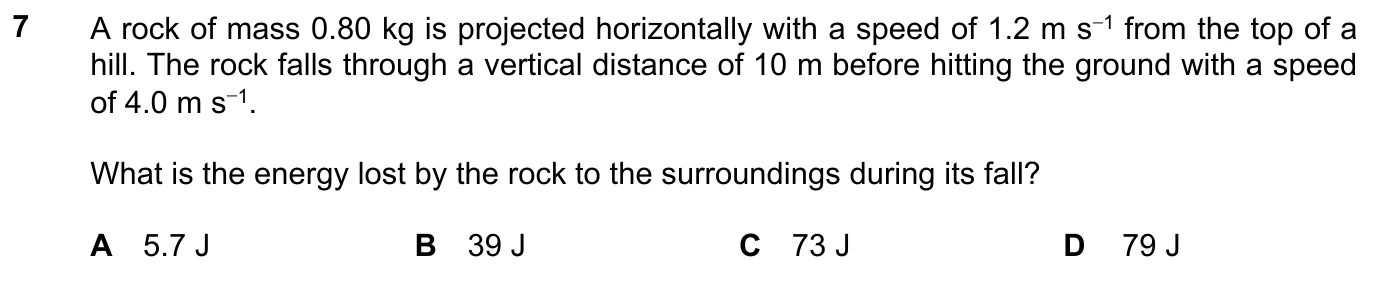 7 A rock of mass 0.80 kg is projected horizontally with a speed of 1.2 m s⁻¹ from the top of a
hill. The rock falls through a vertical distance of 10 m before hitting the ground with a speed
of 4.0 m s⁻¹.
What is the energy lost by the rock to the surroundings during its fall?
A 5.7 J B 39 J C 73 J D 79 J